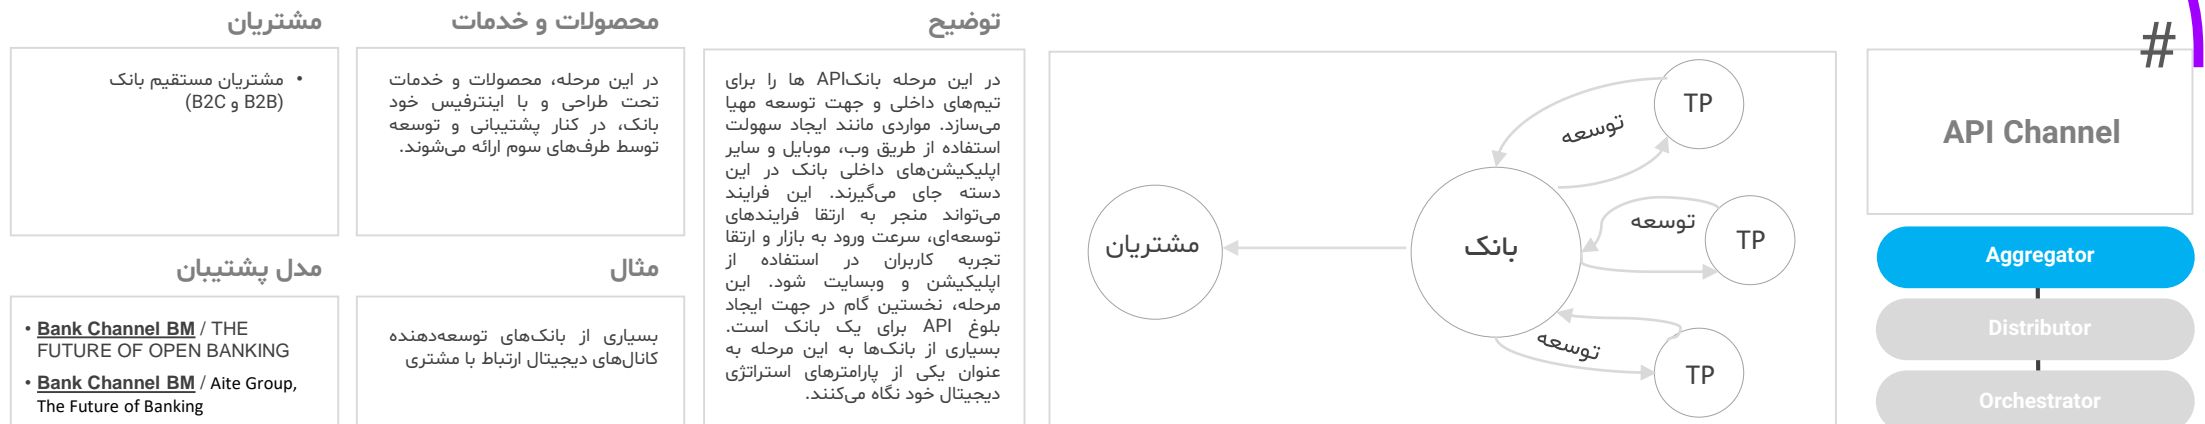 #
API Channel
Aggregator
Distributor
Orchestrator
TP
توسعه
TP
توسعه
بانک
مشتریان
توسعه
TP
توضیح
در این مرحله بانکAPI ها را برای
تیم‌های داخلی و جهت توسعه مهیا
می‌سازد. مواردی مانند ایجاد سهولت
استفاده از طریق وب، موبایل و سایر
اپلیکیشن‌های داخلی بانک در این
دسته جای می‌گیرند. این فرایند
می‌تواند منجر به ارتقا فرایندهای
توسعه‌ای، سرعت ورود به بازار و ارتقا
تجربه کاربران در استفاده از
اپلیکیشن و وبسایت شود. این
مرحله، نخستین گام در جهت ایجاد
بلوغ API برای یک بانک است.
بسیاری از بانک‌ها به این مرحله به
عنوان یکی از پارامترهای استراتژی
دیجیتال خود نگاه می‌کنند.
محصولات و خدمات
در این مرحله، محصولات و خدمات
تحت طراحی و با اینترفیس خود
بانک، در کنار پشتیبانی و توسعه
توسط طرف‌های سوم ارائه می‌شوند.
مثال
بسیاری از بانک‌های توسعه‌دهنده
کانال‌های دیجیتال ارتباط با مشتری
مشتریان
• مشتریان مستقیم بانک
(B2B و B2C)
مدل پشتیبان
• Bank Channel BM / THE
FUTURE OF OPEN BANKING
• Bank Channel BM / Aite Group,
The Future of Banking